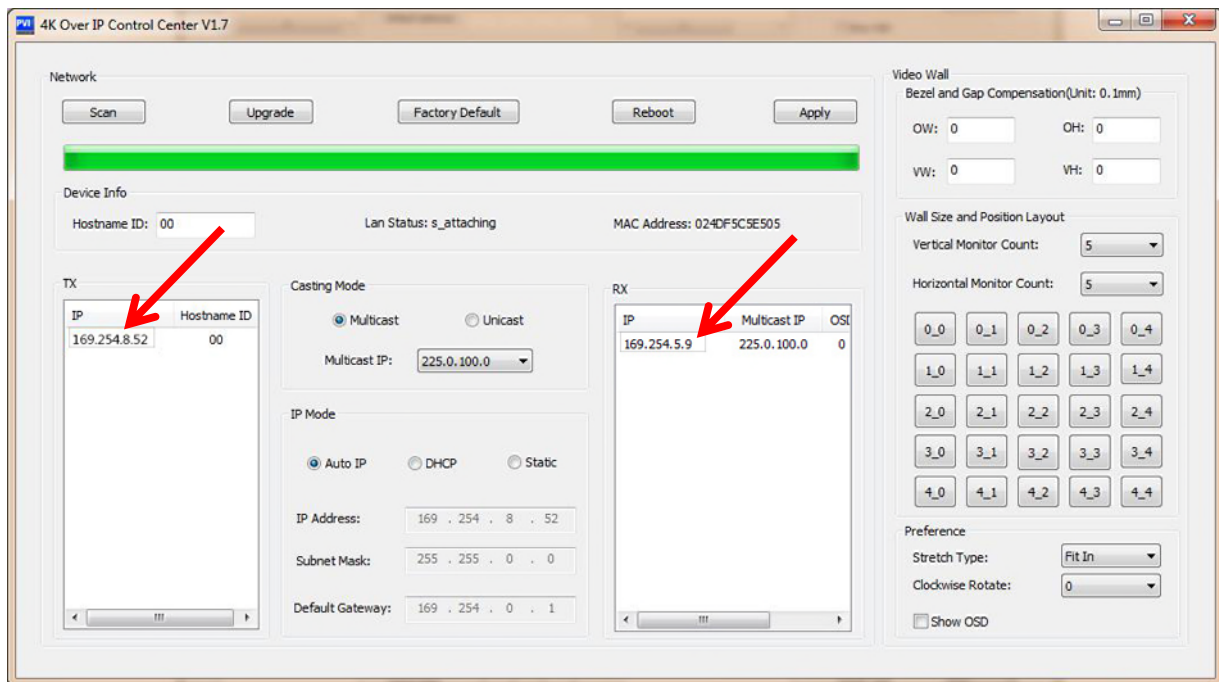 PVI 4K Over IP Control Center V1.7
Network
Scan Upgrade Factory Default Reboot Apply
Device Info
Hostname ID: 00 Lan Status: s_attaching MAC Address: 024DF5C5E505
TX
IP Hostname ID
169.254.8.52 00
Casting Mode
Multicast Unicast
Multicast IP: 225.0.100.0
IP Mode
Auto IP DHCP Static
IP Address: 169 . 254 . 8 . 52
Subnet Mask: 255 . 255 . 0 . 0
Default Gateway: 169 . 254 . 0 . 1
RX
IP Multicast IP OSD
169.254.5.9 225.0.100.0 0
Video Wall
Bezel and Gap Compensation(Unit: 0.1mm)
OW: 0 OH: 0
VW: 0 VH: 0
Wall Size and Position Layout
Vertical Monitor Count: 5
Horizontal Monitor Count: 5
0_0 0_1 0_2 0_3 0_4
1_0 1_1 1_2 1_3 1_4
2_0 2_1 2_2 2_3 2_4
3_0 3_1 3_2 3_3 3_4
4_0 4_1 4_2 4_3 4_4
Preference
Stretch Type: Fit In
Clockwise Rotate: 0
Show OSD